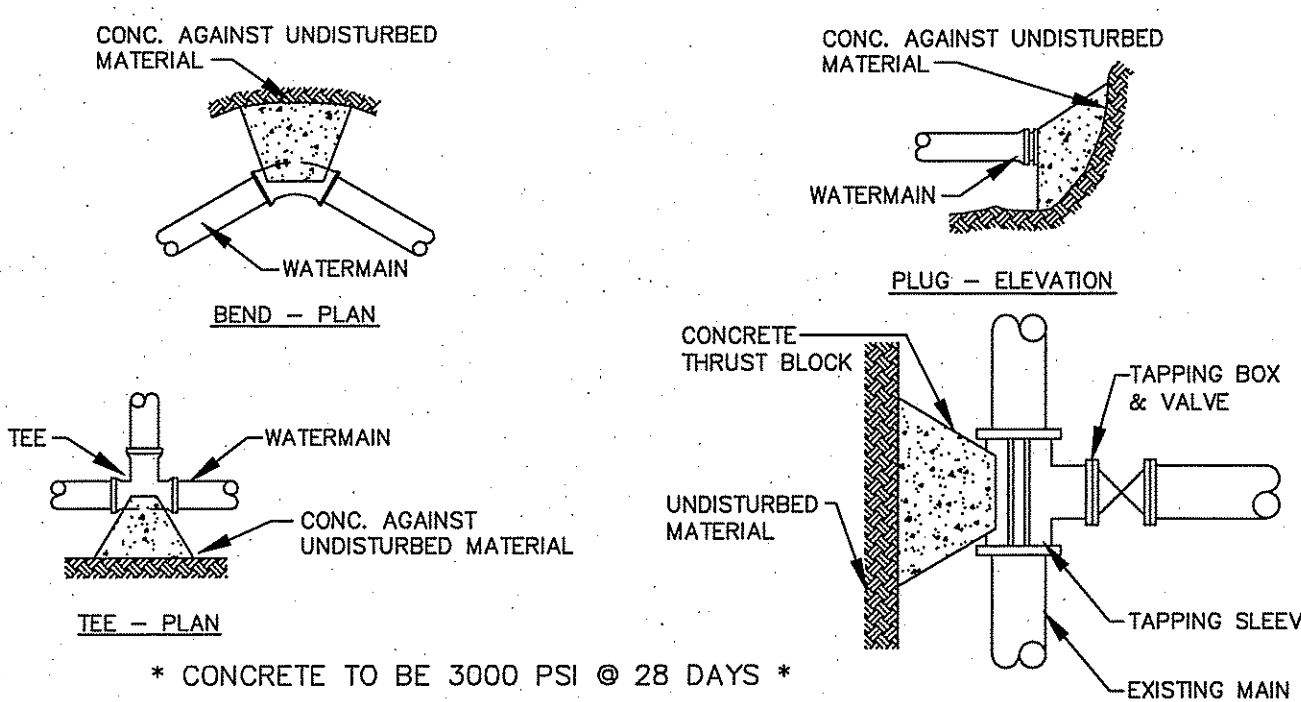 CONC. AGAINST UNDISTURBED
MATERIAL
WATERMAIN
BEND – PLAN
CONC. AGAINST UNDISTURBED
MATERIAL
WATERMAIN
PLUG – ELEVATION
TEE
WATERMAIN
CONC. AGAINST
UNDISTURBED MATERIAL
TEE – PLAN
CONCRETE
THRUST BLOCK
UNDISTURBED
MATERIAL
TAPPING BOX
& VALVE
TAPPING SLEEV
EXISTING MAIN
* CONCRETE TO BE 3000 PSI @ 28 DAYS *